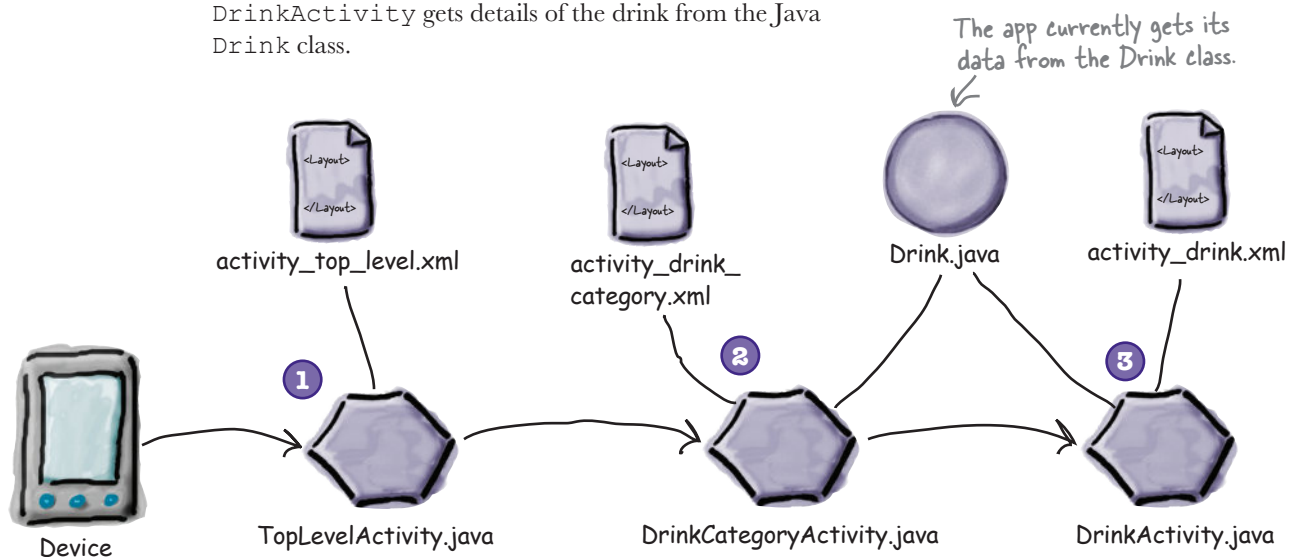 DrinkActivity gets details of the drink from the Java
Drink class.
The app currently gets its
data from the Drink class.
<Layout>
</Layout>
<Layout>
</Layout>
<Layout>
</Layout>
activity_top_level.xml
activity_drink_
category.xml
Drink.java
activity_drink.xml
1
2
3
Device
TopLevelActivity.java
DrinkCategoryActivity.java
DrinkActivity.java